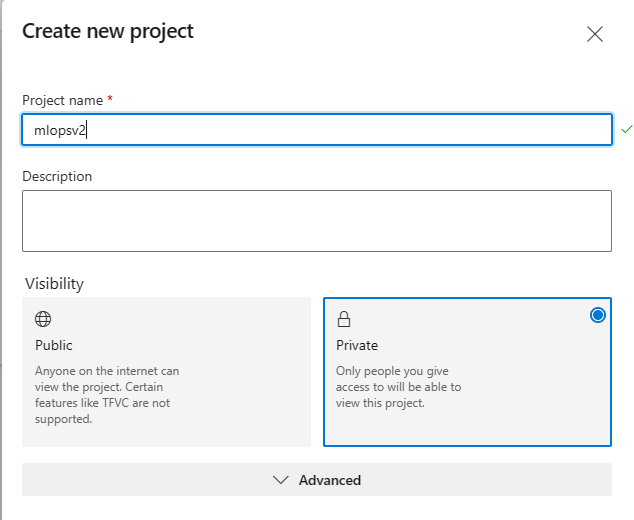 Create new project
Project name *
mlopsv2
Description
Visibility
Public
Anyone on the internet can
view the project. Certain
features like TFVC are not
supported.
Private
Only people you give
access to will be able to
view this project.
Advanced